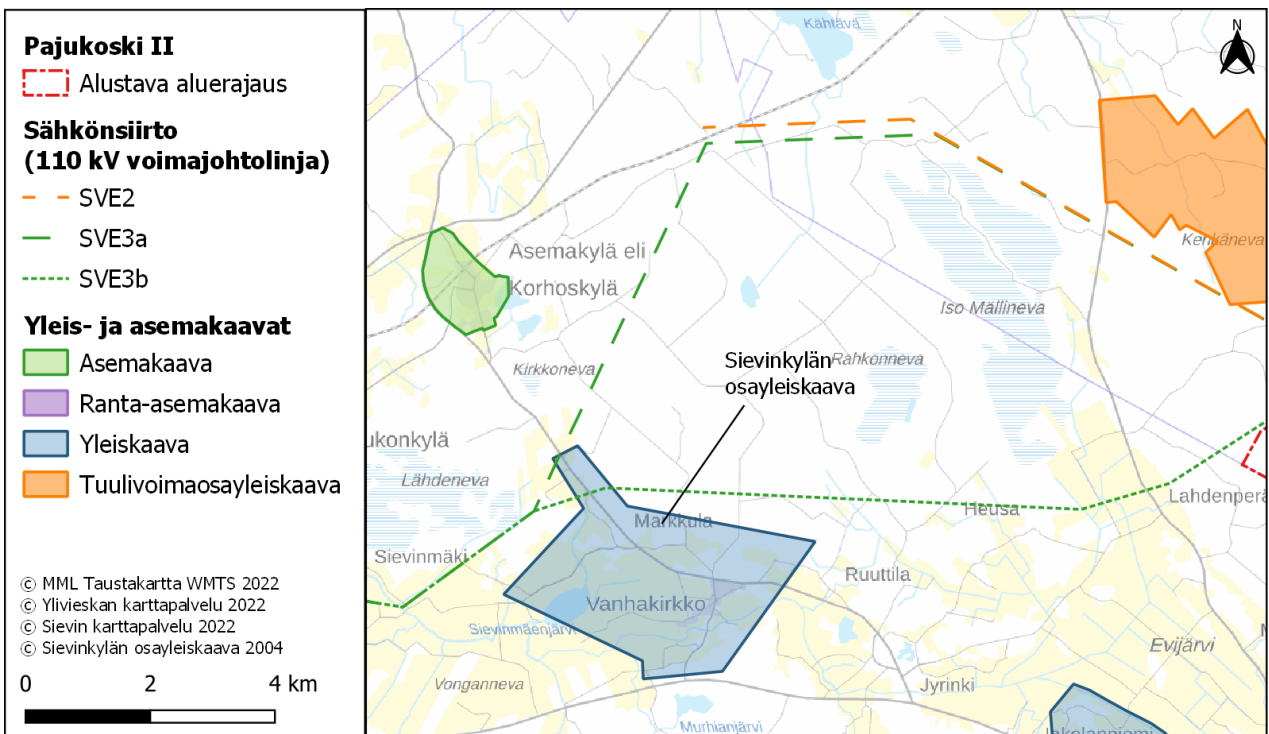 Pajukoski II
Alustava aluerajaus
Sähkönsiirto
(110 kV voimajohtolinja)
SVE2
SVE3a
SVE3b
Yleis- ja asemakaavat
Asemakaava
Ranta-asemakaava
Yleiskaava
Tuulivoimaosayleiskaava
© MML Taustakartta WMTS 2022
© Ylivieskan karttapalvelu 2022
© Sievin karttapalvelu 2022
© Sievinkylän osayleiskaava 2004
0 2 4 km
Kähtävä
N
Kenkäneva
Asemakylä eli
Korhoskylä
Iso Mällineva
Kirkkoneva
Sievinkylän
osayleiskaava
Rahkonneva
ukonkylä
Lähdeneva
Lahdenperä
Heusa
Markkula
Sievinmäki
Ruuttila
Vanhakirkko
Sievinmäenjärvi
Evijärvi
Vonganneva
Jyrinki
Murhianjärvi